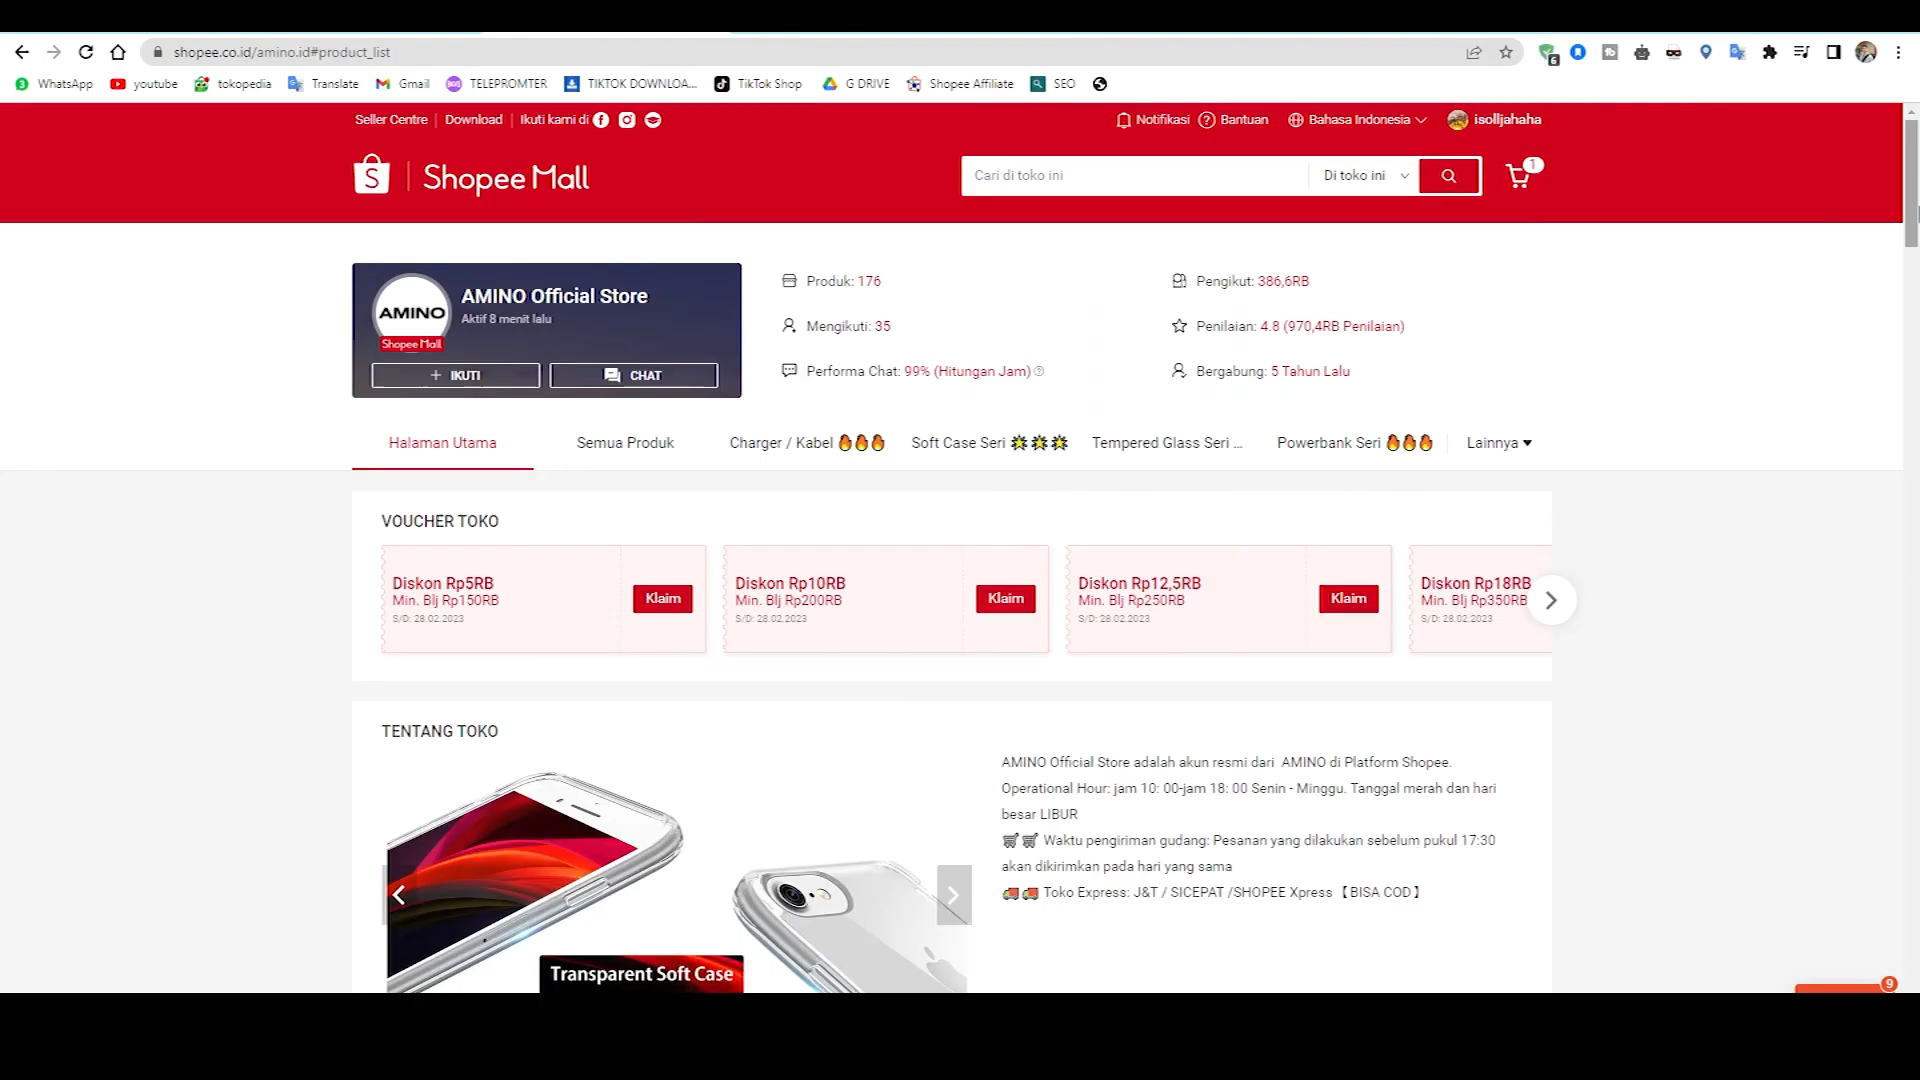 shopee.co.id/amino.id#product_list
6
3 WhatsApp youtube tokopedia Translate Gmail TELEPROMTER TIKTOK DOWNLOA... TikTok Shop G DRIVE Shopee Affiliate SEO
Seller Centre | Download | Ikuti kami di Notifikasi Bantuan Bahasa Indonesia isolljahaha
S | Shopee Mall Cari di toko ini Di toko ini 1
AMINO
Shopee Mall
AMINO Official Store
Aktif 8 menit lalu
+ IKUTI CHAT
Produk: 176 Pengikut: 386,6RB
Mengikuti: 35 Penilaian: 4.8 (970,4RB Penilaian)
Performa Chat: 99% (Hitungan Jam) Bergabung: 5 Tahun Lalu
Halaman Utama Semua Produk Charger / Kabel 🔥🔥🔥 Soft Case Seri 🌟🌟🌟 Tempered Glass Seri ... Powerbank Seri 🔥🔥🔥 Lainnya
VOUCHER TOKO
Diskon Rp5RB
Min. Blj Rp150RB
S/D: 28.02.2023
Klaim
Diskon Rp10RB
Min. Blj Rp200RB
S/D: 28.02.2023
Klaim
Diskon Rp12,5RB
Min. Blj Rp250RB
S/D: 28.02.2023
Klaim
Diskon Rp18RB
Min. Blj Rp350RB
S/D: 28.02.2023
TENTANG TOKO
Transparent Soft Case
AMINO Official Store adalah akun resmi dari AMINO di Platform Shopee.
Operational Hour: jam 10: 00-jam 18: 00 Senin - Minggu. Tanggal merah dan hari
besar LIBUR
🛒🛒 Waktu pengiriman gudang: Pesanan yang dilakukan sebelum pukul 17:30
akan dikirimkan pada hari yang sama
🚚🚚 Toko Express: J&T / SICEPAT /SHOPEE Xpress【BISA COD】
9